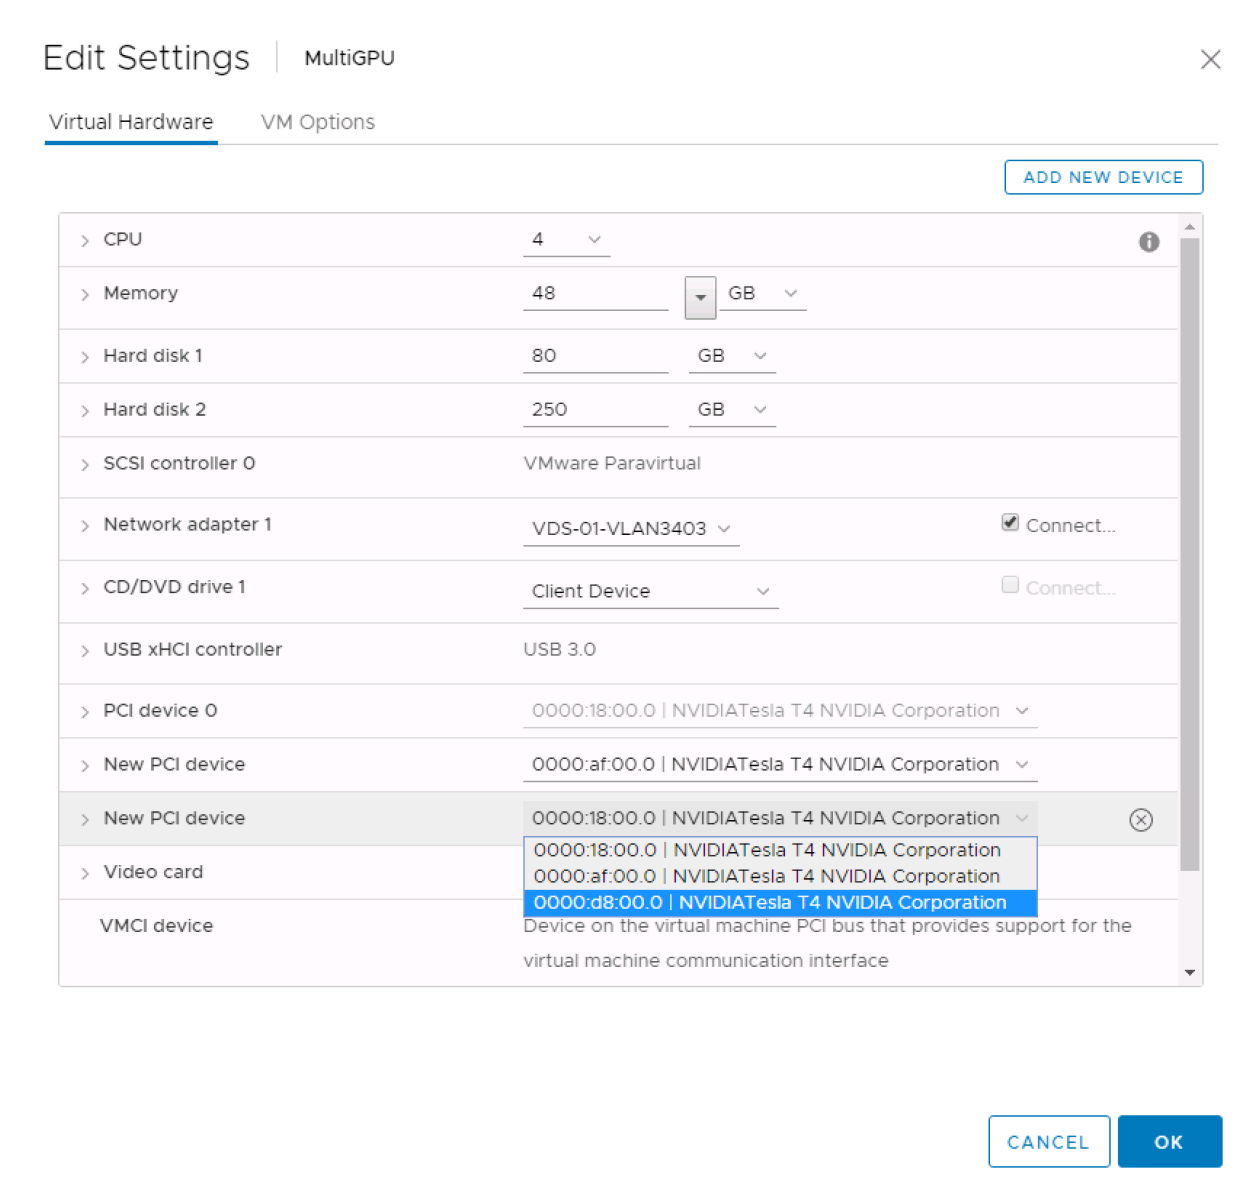 Edit Settings MultiGPU
Virtual Hardware VM Options
ADD NEW DEVICE
CPU 4
Memory 48 GB
Hard disk 1 80 GB
Hard disk 2 250 GB
SCSI controller 0 VMware Paravirtual
Network adapter 1 VDS-01-VLAN3403 Connect...
CD/DVD drive 1 Client Device Connect...
USB xHCI controller USB 3.0
PCI device 0 0000:18:00.0 | NVIDIATesla T4 NVIDIA Corporation
New PCI device 0000:af:00.0 | NVIDIATesla T4 NVIDIA Corporation
New PCI device 0000:18:00.0 | NVIDIATesla T4 NVIDIA Corporation
0000:18:00.0 | NVIDIATesla T4 NVIDIA Corporation
Video card 0000:af:00.0 | NVIDIATesla T4 NVIDIA Corporation
0000:d8:00.0 | NVIDIATesla T4 NVIDIA Corporation
VMCI device Device on the virtual machine PCI bus that provides support for the
virtual machine communication interface
CANCEL OK